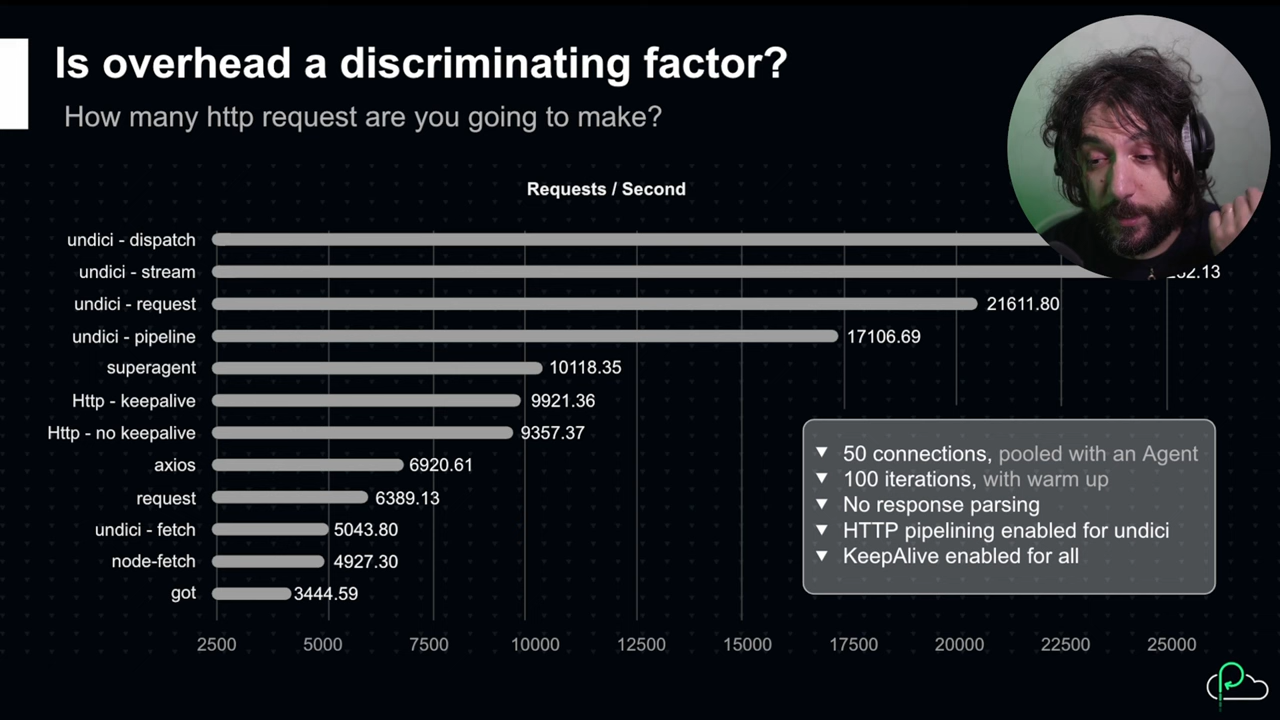 Is overhead a discriminating factor?
How many http request are you going to make?
Requests / Second
undici - dispatch
undici - stream
undici - request 21611.80
undici - pipeline 17106.69
superagent 10118.35
Http - keepalive 9921.36
Http - no keepalive 9357.37
axios 6920.61
request 6389.13
undici - fetch 5043.80
node-fetch 4927.30
got 3444.59
50 connections, pooled with an Agent
100 iterations, with warm up
No response parsing
HTTP pipelining enabled for undici
KeepAlive enabled for all
2500 5000 7500 10000 12500 15000 17500 20000 22500 25000